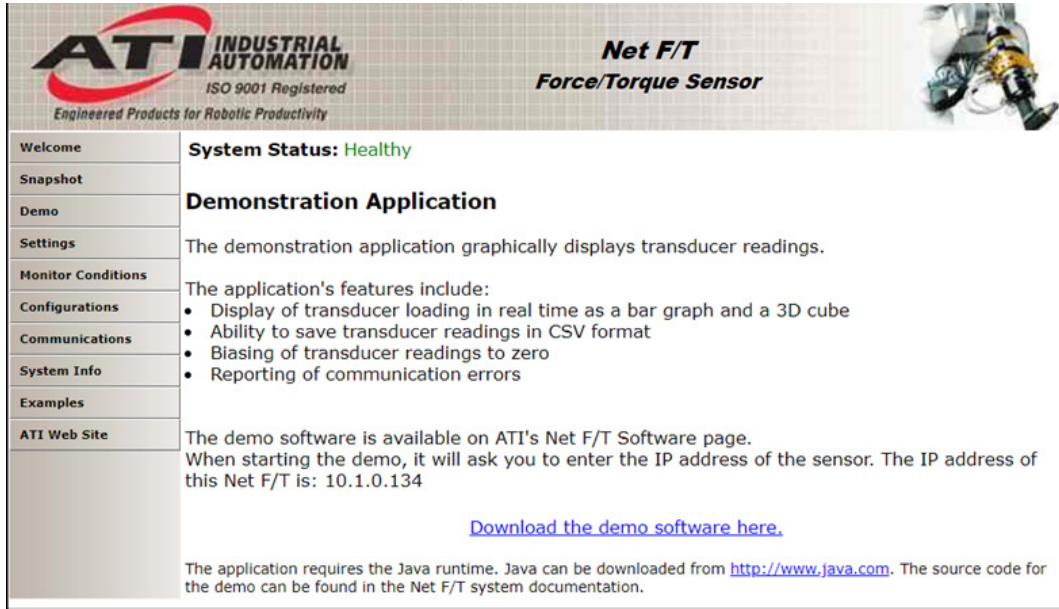 ATI INDUSTRIAL
AUTOMATION
ISO 9001 Registered
Engineered Products for Robotic Productivity
Net F/T
Force/Torque Sensor
Welcome
Snapshot
Demo
Settings
Monitor Conditions
Configurations
Communications
System Info
Examples
ATI Web Site
System Status: Healthy
Demonstration Application
The demonstration application graphically displays transducer readings.
The application's features include:
• Display of transducer loading in real time as a bar graph and a 3D cube
• Ability to save transducer readings in CSV format
• Biasing of transducer readings to zero
• Reporting of communication errors
The demo software is available on ATI's Net F/T Software page.
When starting the demo, it will ask you to enter the IP address of the sensor. The IP address of
this Net F/T is: 10.1.0.134
Download the demo software here.
The application requires the Java runtime. Java can be downloaded from http://www.java.com. The source code for
the demo can be found in the Net F/T system documentation.